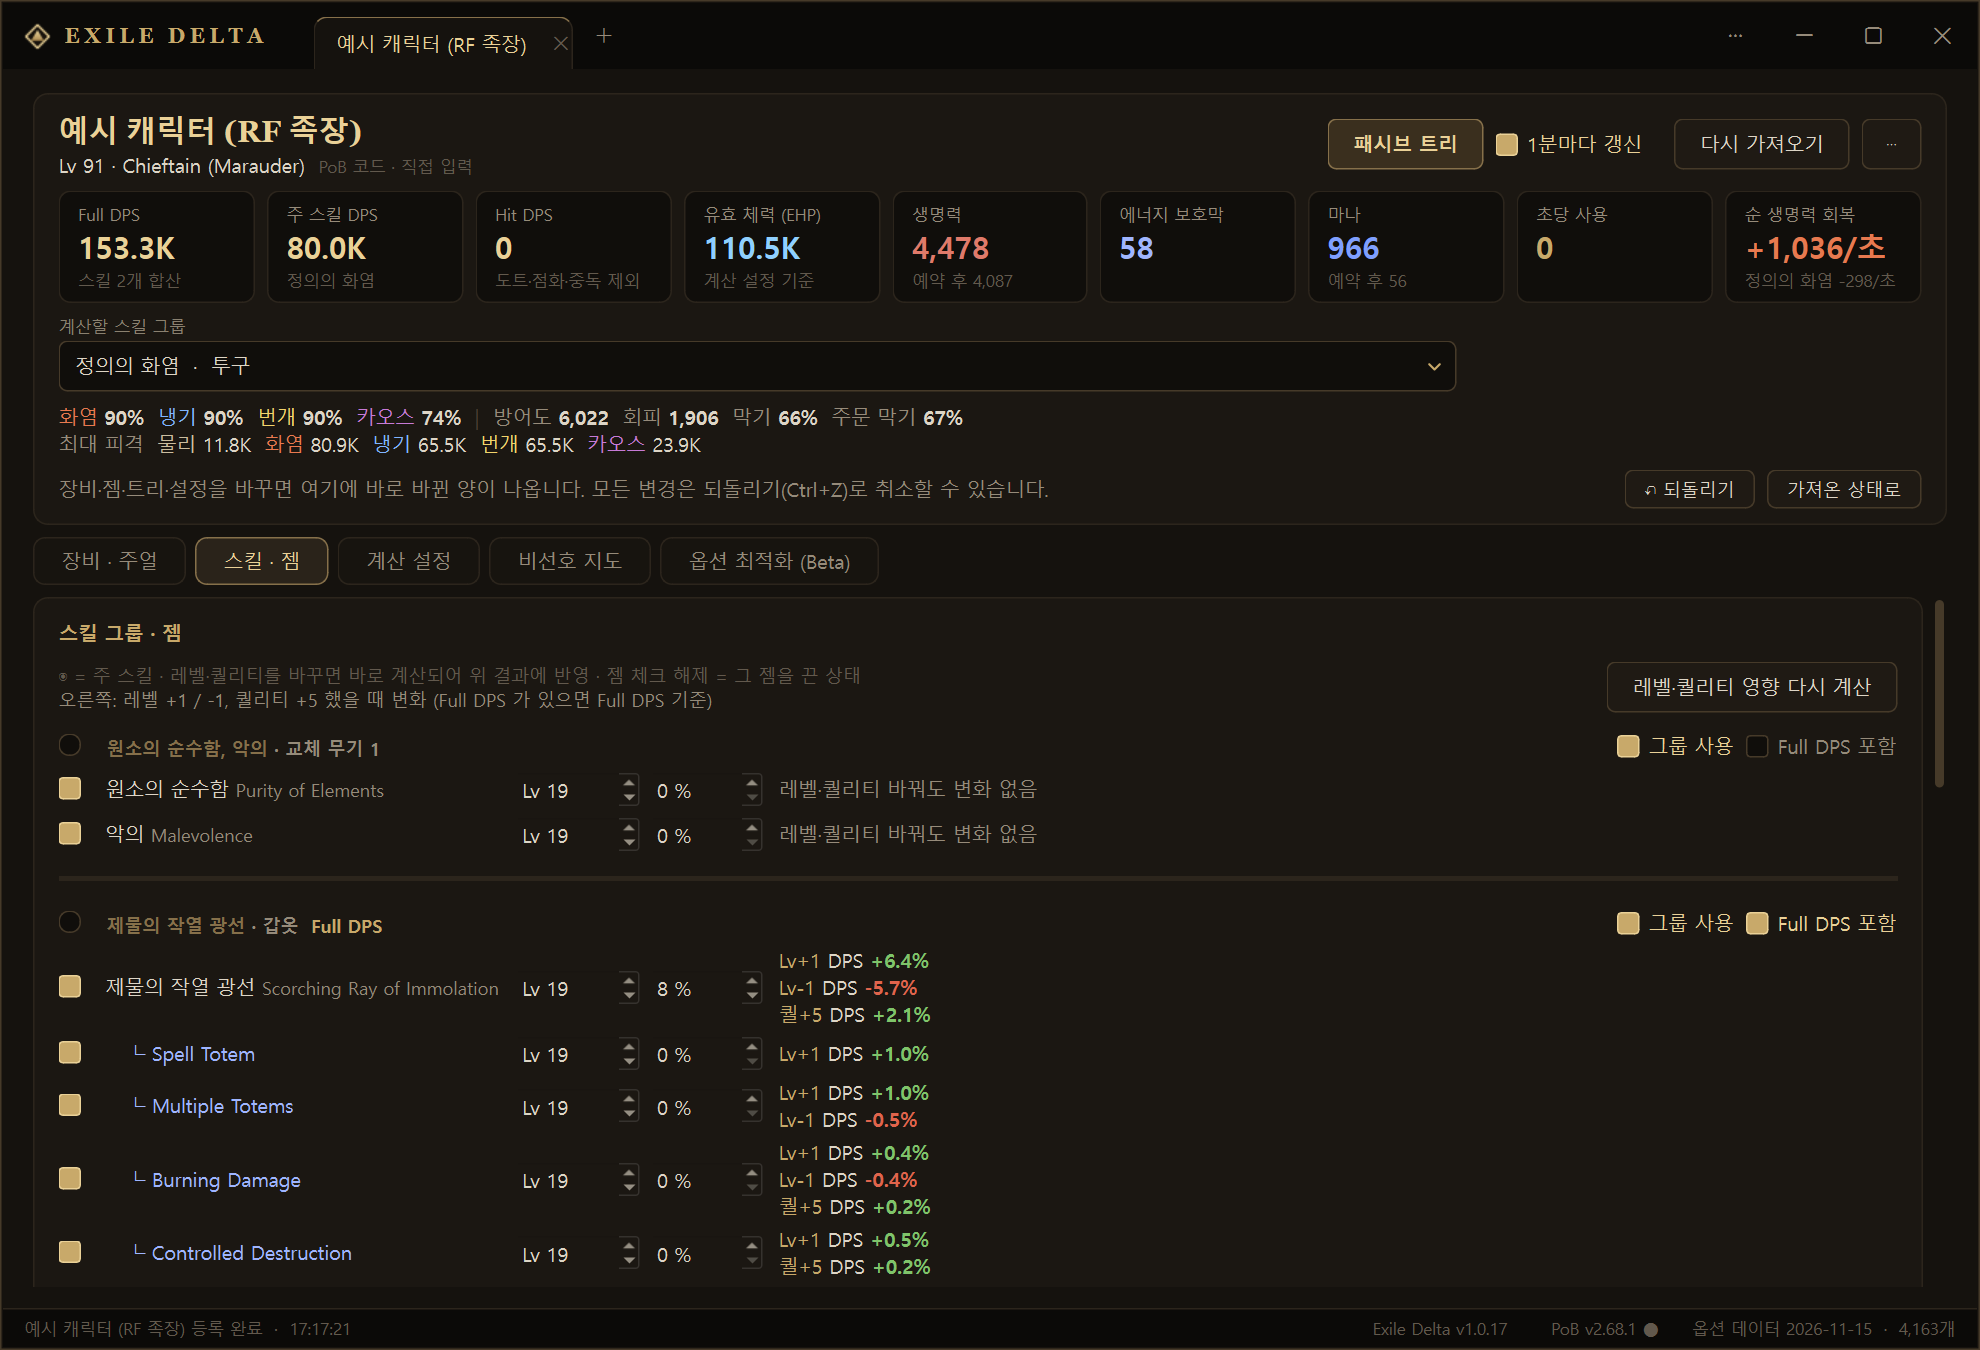 EXILE DELTA
예시 캐릭터 (RF 족장)
예시 캐릭터 (RF 족장)
Lv 91 · Chieftain (Marauder) PoB 코드 · 직접 입력
패시브 트리
1분마다 갱신
다시 가져오기
...
Full DPS
153.3K
스킬 2개 합산
주 스킬 DPS
80.0K
정의의 화염
Hit DPS
0
도트·점화·중독 제외
유효 체력 (EHP)
110.5K
계산 설정 기준
생명력
4,478
예약 후 4,087
에너지 보호막
58
마나
966
예약 후 56
초당 사용
0
순 생명력 회복
+1,036/초
정의의 화염 -298/초
계산할 스킬 그룹
정의의 화염 · 투구
화염 90% 냉기 90% 번개 90% 카오스 74% | 방어도 6,022 회피 1,906 막기 66% 주문 막기 67%
최대 피격 물리 11.8K 화염 80.9K 냉기 65.5K 번개 65.5K 카오스 23.9K
장비·젬·트리·설정을 바꾸면 여기에 바로 바뀐 양이 나옵니다. 모든 변경은 되돌리기(Ctrl+Z)로 취소할 수 있습니다.
되돌리기
가져온 상태로
장비 · 주얼
스킬 · 젬
계산 설정
비선호 지도
옵션 최적화 (Beta)
스킬 그룹 · 젬
◉ = 주 스킬 · 레벨·퀄리티를 바꾸면 바로 계산되어 위 결과에 반영 · 젬 체크 해제 = 그 젬을 끈 상태
오른쪽: 레벨 +1 / -1, 퀄리티 +5 했을 때 변화 (Full DPS 가 있으면 Full DPS 기준)
레벨·퀄리티 영향 다시 계산
원소의 순수함, 악의 · 교체 무기 1
그룹 사용
Full DPS 포함
원소의 순수함 Purity of Elements Lv 19 0 % 레벨·퀄리티 바꿔도 변화 없음
악의 Malevolence Lv 19 0 % 레벨·퀄리티 바꿔도 변화 없음
제물의 작열 광선 · 갑옷 Full DPS
그룹 사용
Full DPS 포함
제물의 작열 광선 Scorching Ray of Immolation Lv 19 8 %
Lv+1 DPS +6.4%
Lv-1 DPS -5.7%
퀄+5 DPS +2.1%
└ Spell Totem Lv 19 0 % Lv+1 DPS +1.0%
└ Multiple Totems Lv 19 0 %
Lv+1 DPS +1.0%
Lv-1 DPS -0.5%
└ Burning Damage Lv 19 0 %
Lv+1 DPS +0.4%
Lv-1 DPS -0.4%
퀄+5 DPS +0.2%
└ Controlled Destruction Lv 19 0 %
Lv+1 DPS +0.5%
퀄+5 DPS +0.2%
예시 캐릭터 (RF 족장) 등록 완료 · 17:17:21
Exile Delta v1.0.17
PoB v2.68.1
옵션 데이터 2026-11-15 · 4,163개